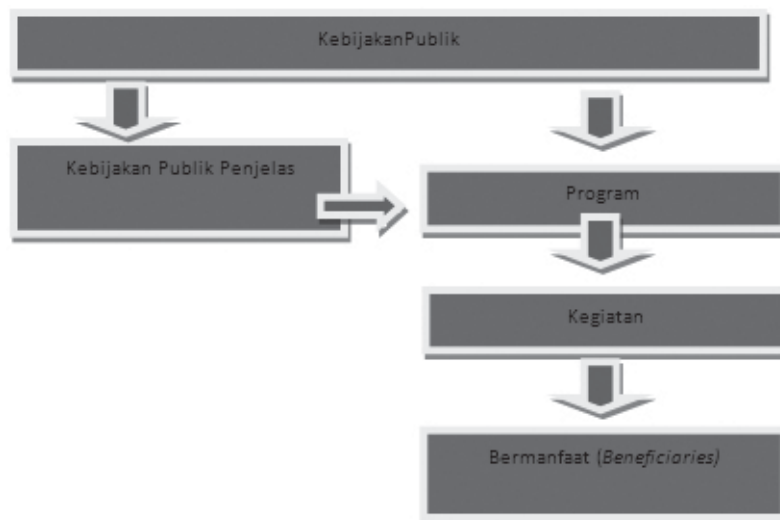 KebijakanPublik
Kebijakan Publik Penjelas
Program
Kegiatan
Bermanfaat (Beneficiaries)